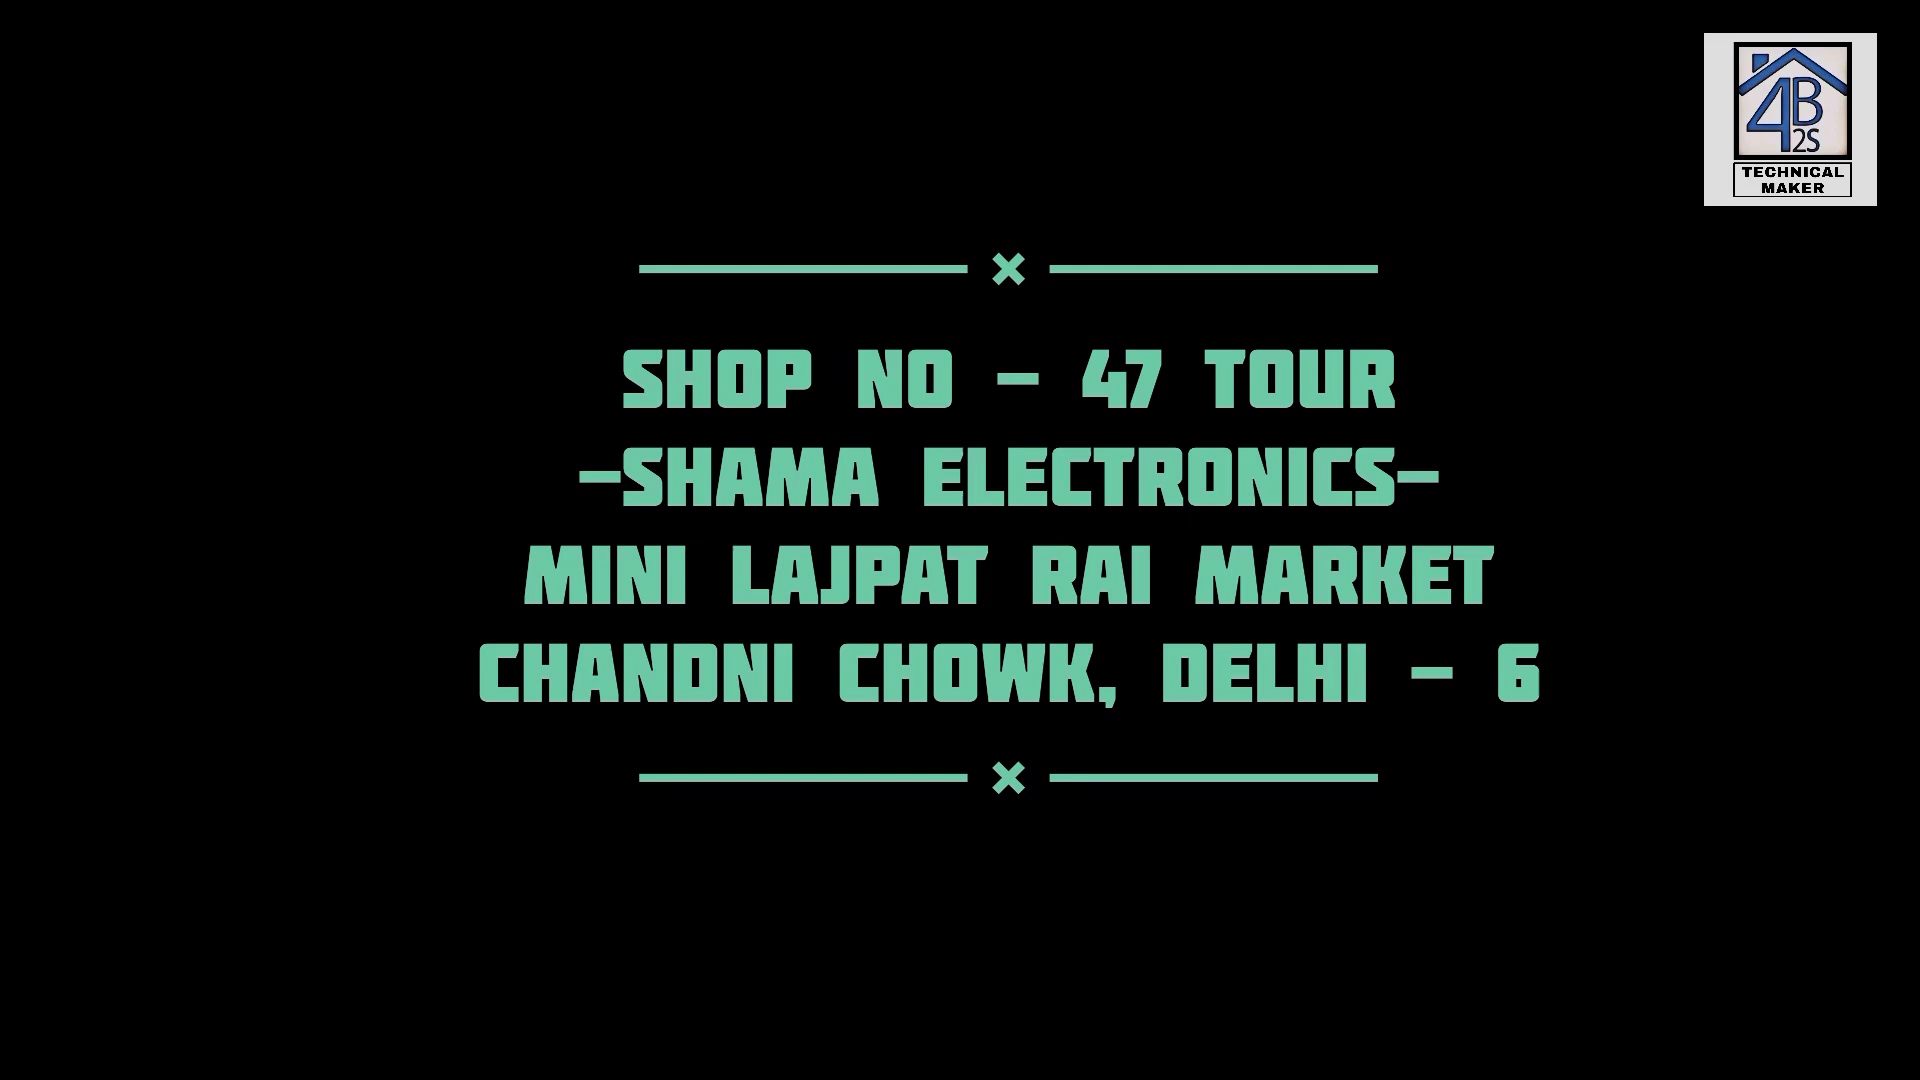 4B
2S
TECHNICAL
MAKER
SHOP NO - 47 TOUR
-SHAMA ELECTRONICS-
MINI LAJPAT RAI MARKET
CHANDNI CHOWK, DELHI - 6